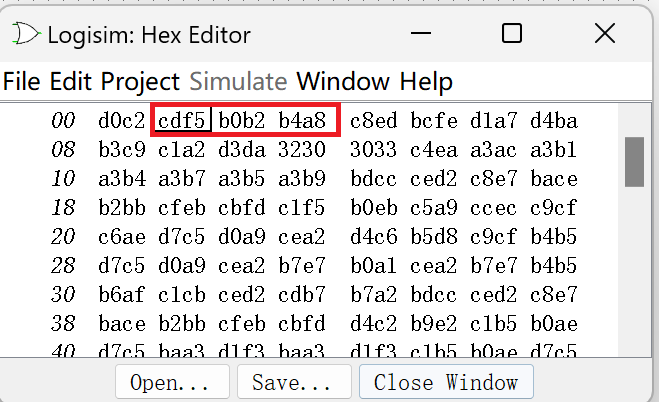 Logisim: Hex Editor
File Edit Project Simulate Window Help
00 d0c2 cdf5 b0b2 b4a8 c8ed bcfe d1a7 d4ba
08 b3c9 c1a2 d3da 3230 3033 c4ea a3ac a3b1
10 a3b4 a3b7 a3b5 a3b9 bdcc ced2 c8e7 bace
18 b2bb cfeb cbfd c1f5 b0eb c5a9 ccec c9cf
20 c6ae d7c5 d0a9 cea2 d4c6 b5d8 c9cf b4b5
28 d7c5 d0a9 cea2 b7e7 b0a1 cea2 b7e7 b4b5
30 b6af c1cb ced2 cdb7 b7a2 bdcc ced2 c8e7
38 bace b2bb cfeb cbfd d4c2 b9e2 c1b5 b0ae
40 d7c5 baa3 d1f3 baa3 d1f3 c1b5 b0ae d7c5
Open... Save... Close Window